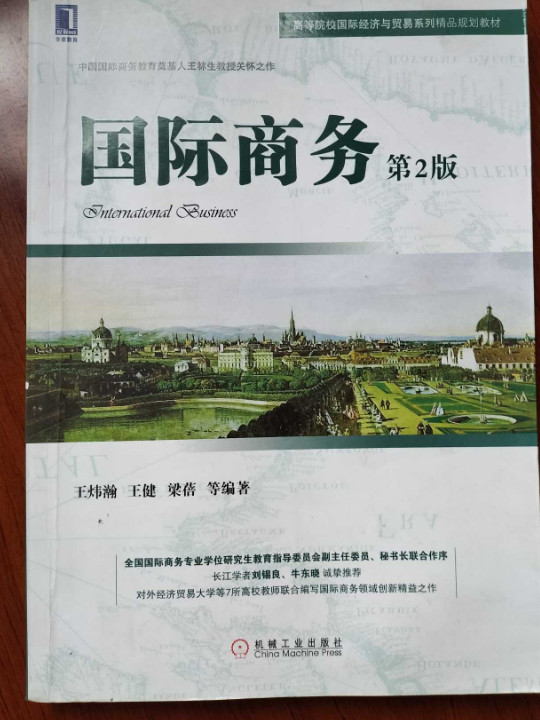 华章教育
高等院校国际经济与贸易系列精品规划教材
中国国际商务教育奠基人王林生教授关怀之作
国际商务 第2版
International Business
王炜瀚 王健 梁蓓 等编著
全国国际商务专业学位研究生教育指导委员会副主任委员、秘书长联合作序
长江学者刘锡良、牛东晓 诚挚推荐
对外经济贸易大学等7所高校教师联合编写国际商务领域创新精益之作
机械工业出版社
China Machine Press